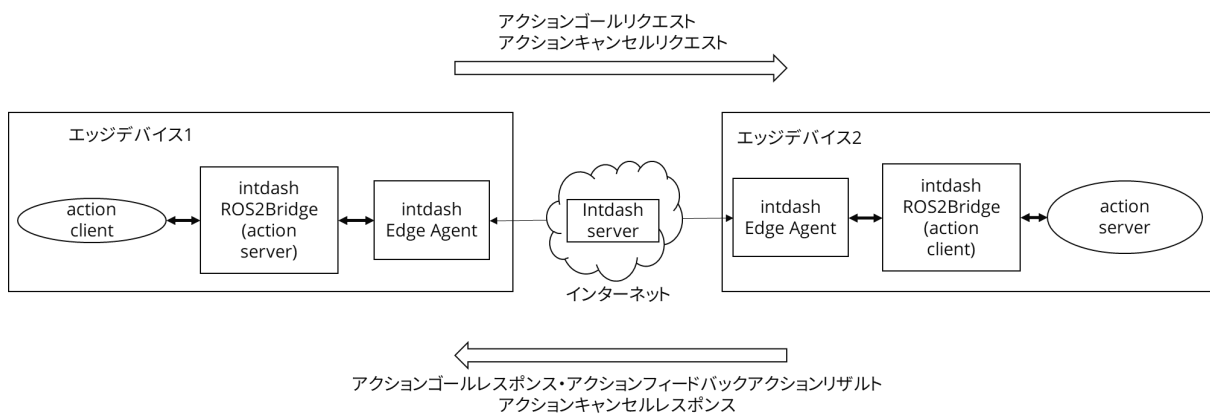 アクションゴールリクエスト
アクションキャンセルリクエスト
エッジデバイス1
action
client
intdash
ROS2Bridge
(action
server)
intdash
Edge Agent
Intdash
server
インターネット
エッジデバイス2
intdash
Edge Agent
intdash
ROS2Bridge
(action
client)
action
server
アクションゴールレスポンス・アクションフィードバックアクションリザルト
アクションキャンセルレスポンス